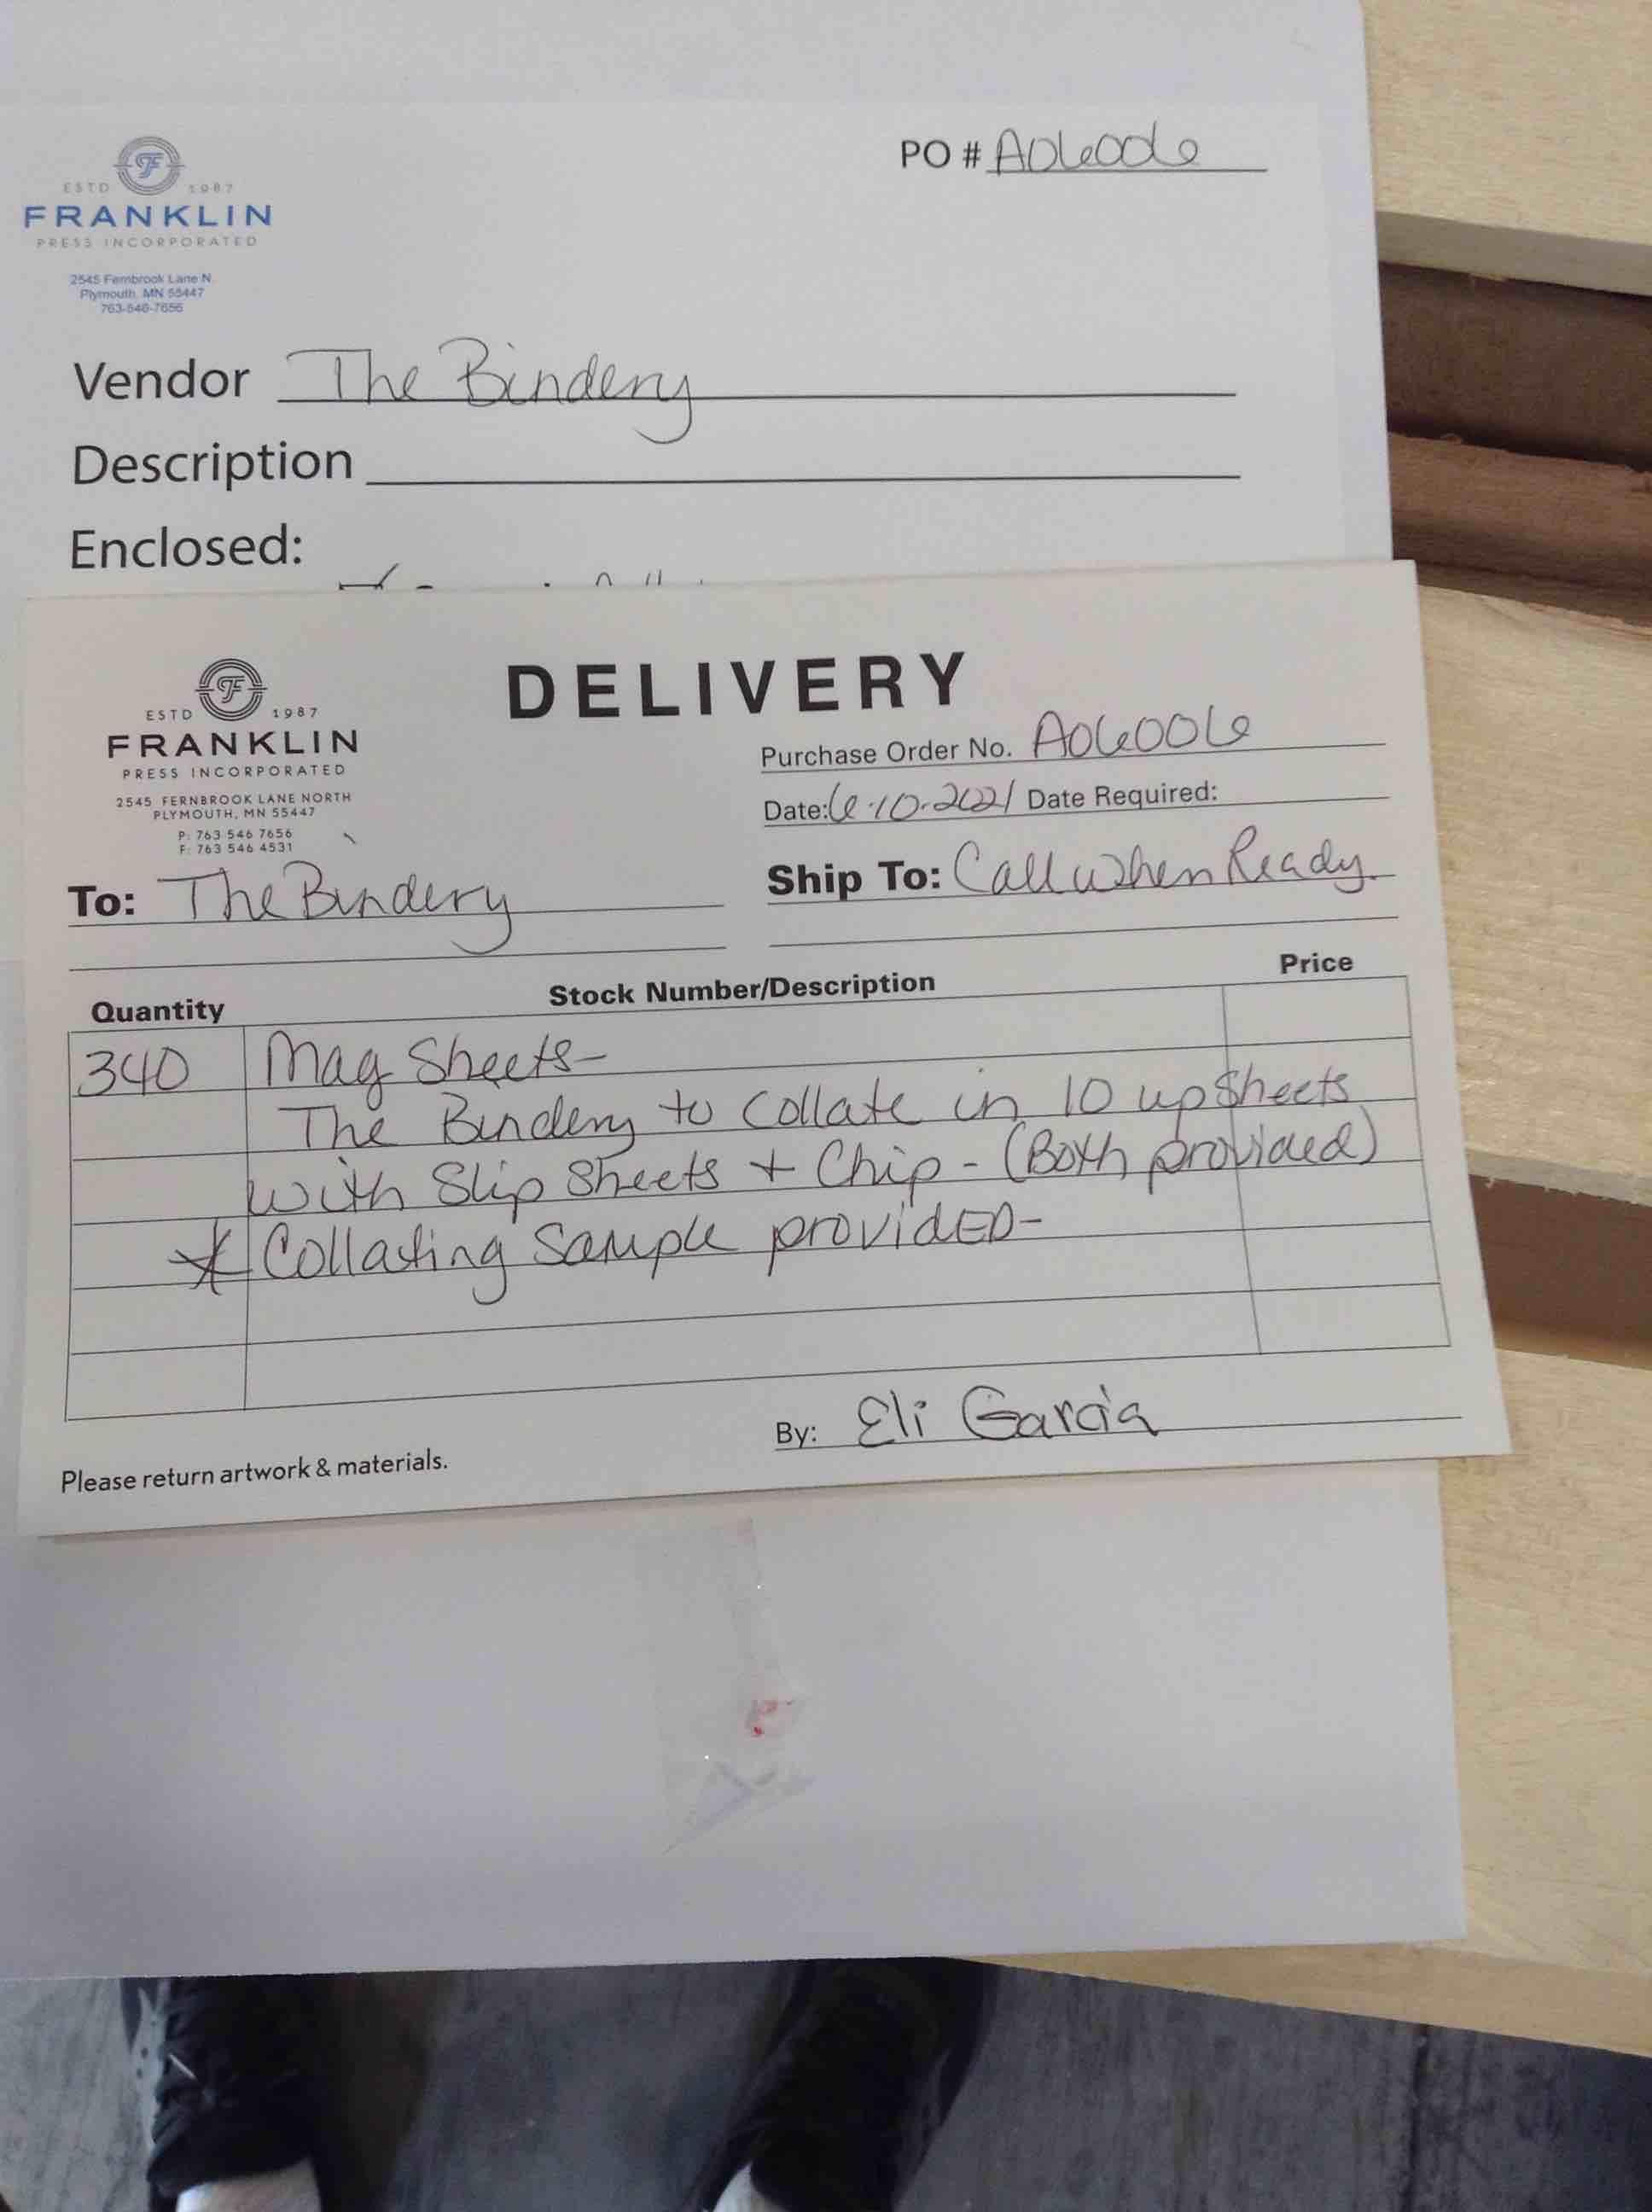 PO # A06006
ESTD 1987
FRANKLIN
PRESS INCORPORATED
2545 Fernbrook Lane N
Plymouth, MN 55447
763-546-7656
Vendor The Bindery
Description
Enclosed:
DELIVERY
ESTD 1987
FRANKLIN
PRESS INCORPORATED
2545 FERNBROOK LANE NORTH
PLYMOUTH, MN 55447
P: 763 546 7656
F: 763 546 4531
Purchase Order No. A06006
Date: 6-10-2021 Date Required:
To: The Bindery
Ship To: Call When Ready.
Quantity Stock Number/Description Price
340 Mag Sheets-
The Bindery to collate in 10 up sheets
with Slip Sheets + Chip - (Both provided)
* Collating Sample providED-
By: Eli Garcia
Please return artwork & materials.